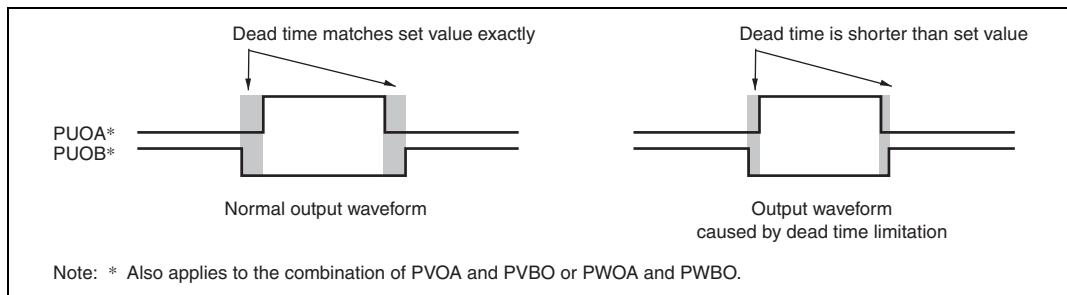 Dead time matches set value exactly
Dead time is shorter than set value
PUOA*
PUOB*
Normal output waveform
Output waveform
caused by dead time limitation
Note: * Also applies to the combination of PVOA and PVBO or PWOA and PWBO.